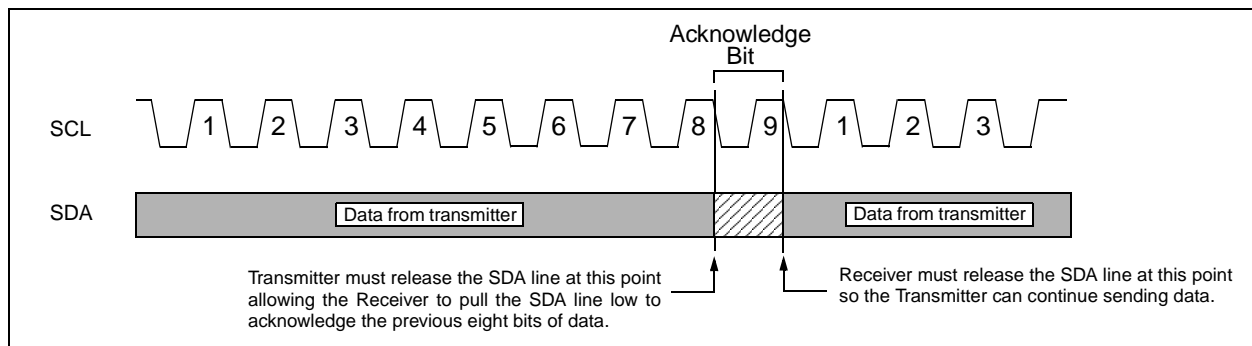 Acknowledge
Bit
SCL 1 2 3 4 5 6 7 8 9 1 2 3
SDA Data from transmitter Data from transmitter
Transmitter must release the SDA line at this point
allowing the Receiver to pull the SDA line low to
acknowledge the previous eight bits of data.
Receiver must release the SDA line at this point
so the Transmitter can continue sending data.